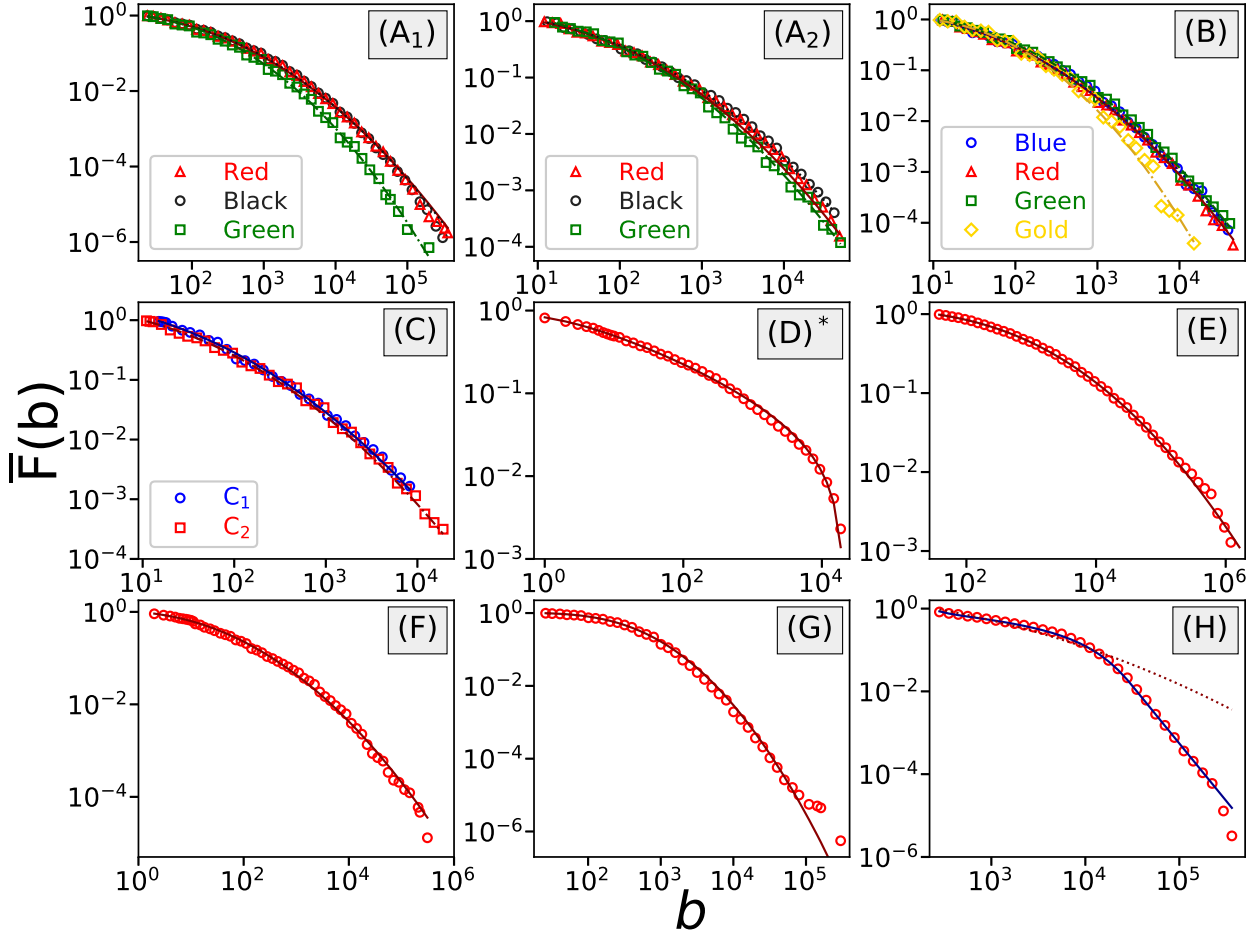 (A₁)
10⁰
10⁻²
10⁻⁴
10⁻⁶
Red
Black
Green
10² 10³ 10⁴ 10⁵
(A₂)
10⁰
10⁻¹
10⁻²
10⁻³
10⁻⁴
Red
Black
Green
10¹ 10² 10³ 10⁴
(B)
10⁰
10⁻¹
10⁻²
10⁻³
10⁻⁴
Blue
Red
Green
Gold
10¹ 10² 10³ 10⁴
F̅(b)
(C)
10⁰
10⁻¹
10⁻²
10⁻³
10⁻⁴
C₁
C₂
10¹ 10² 10³ 10⁴
(D)*
10⁰
10⁻¹
10⁻²
10⁻³
10⁰ 10¹ 10² 10³ 10⁴
(E)
10⁰
10⁻¹
10⁻²
10⁻³
10² 10⁴ 10⁶
(F)
10⁰
10⁻²
10⁻⁴
10⁰ 10² 10⁴ 10⁶
(G)
10⁰
10⁻²
10⁻⁴
10⁻⁶
10² 10³ 10⁴ 10⁵
(H)
10⁰
10⁻²
10⁻⁴
10⁻⁶
10³ 10⁴ 10⁵
b